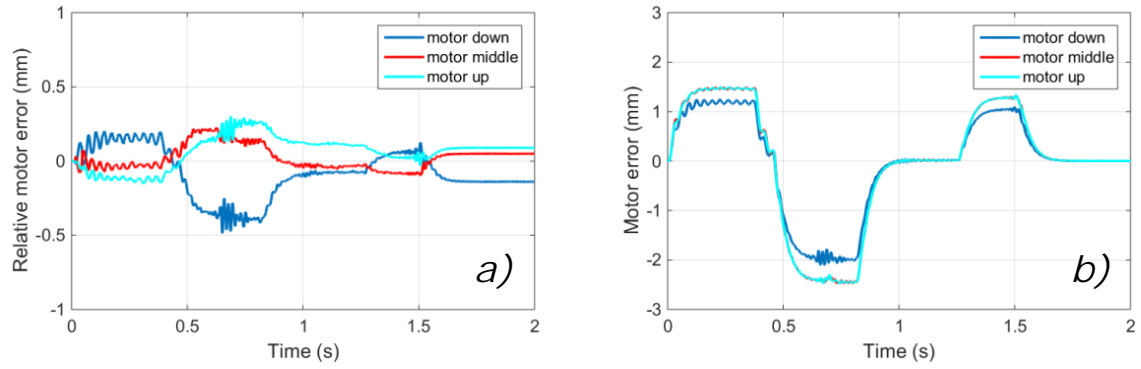 Relative motor error (mm)
1
0.5
0
-0.5
-1
motor down
motor middle
motor up
a)
0
0.5
1
1.5
2
Time (s)
Motor error (mm)
3
2
1
0
-1
-2
-3
motor down
motor middle
motor up
b)
0
0.5
1
1.5
2
Time (s)